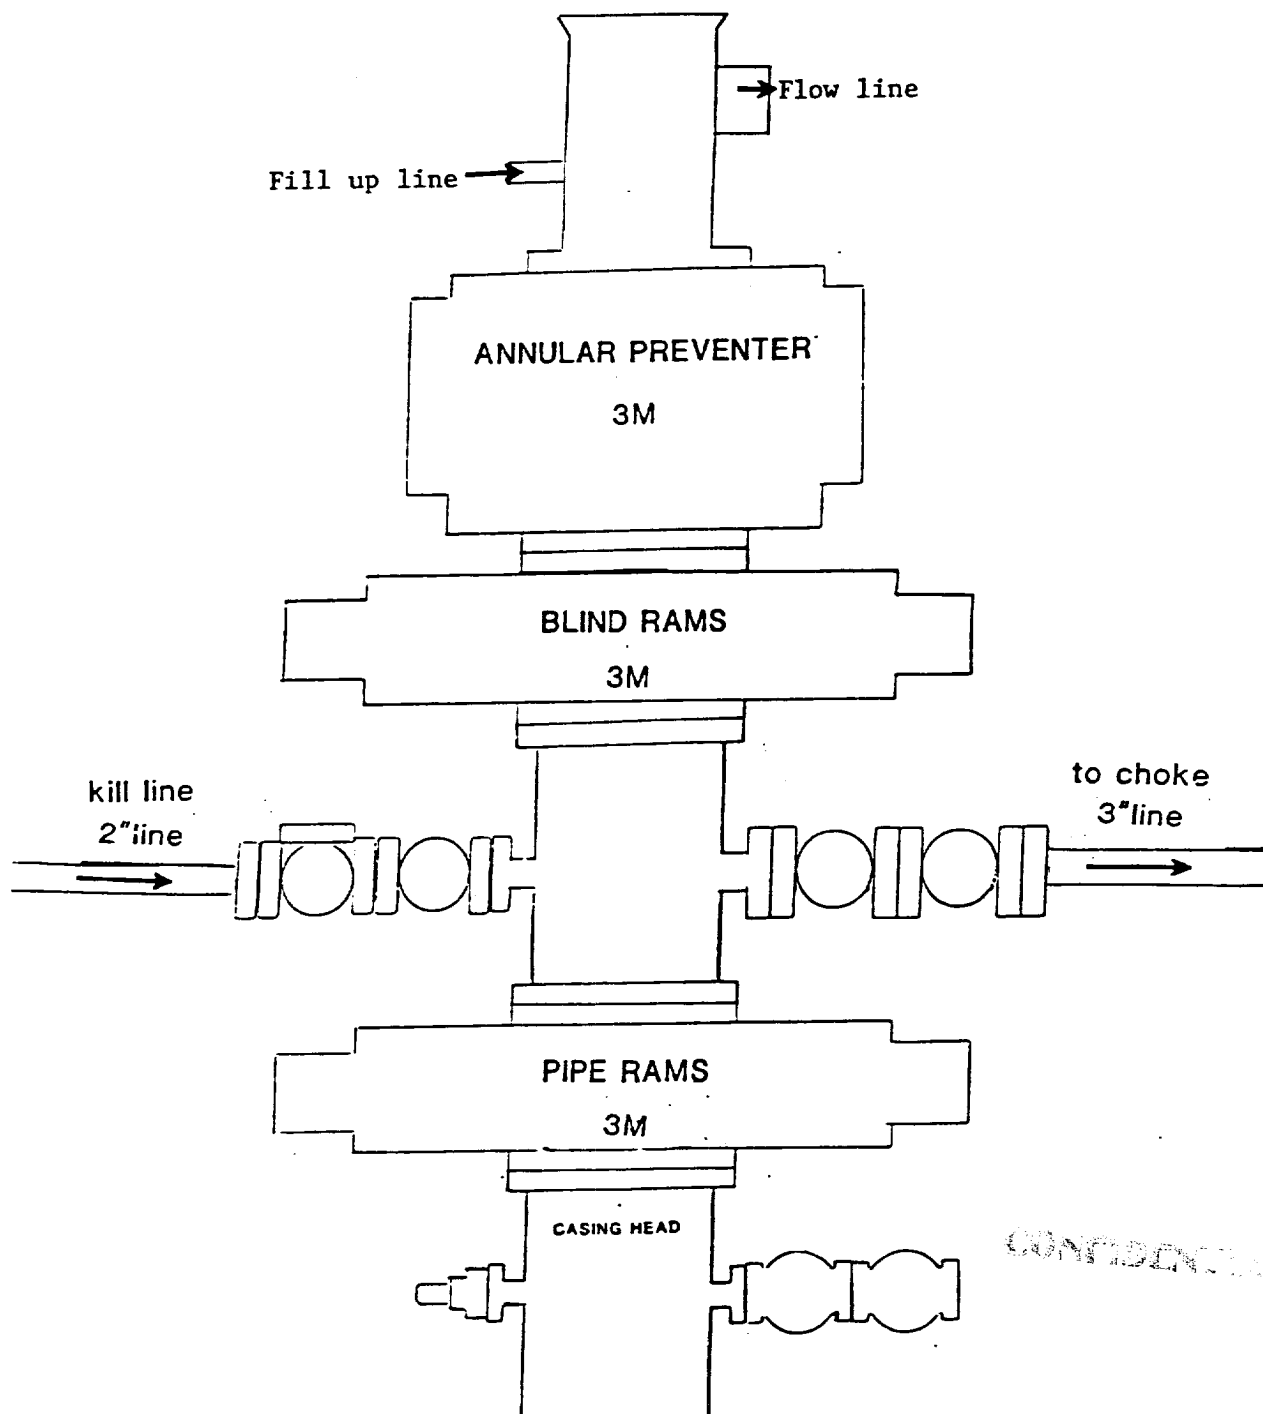 Flow line
Fill up line
ANNULAR PREVENTER
3M
BLIND RAMS
3M
kill line
2"line
to choke
3"line
PIPE RAMS
3M
CASING HEAD